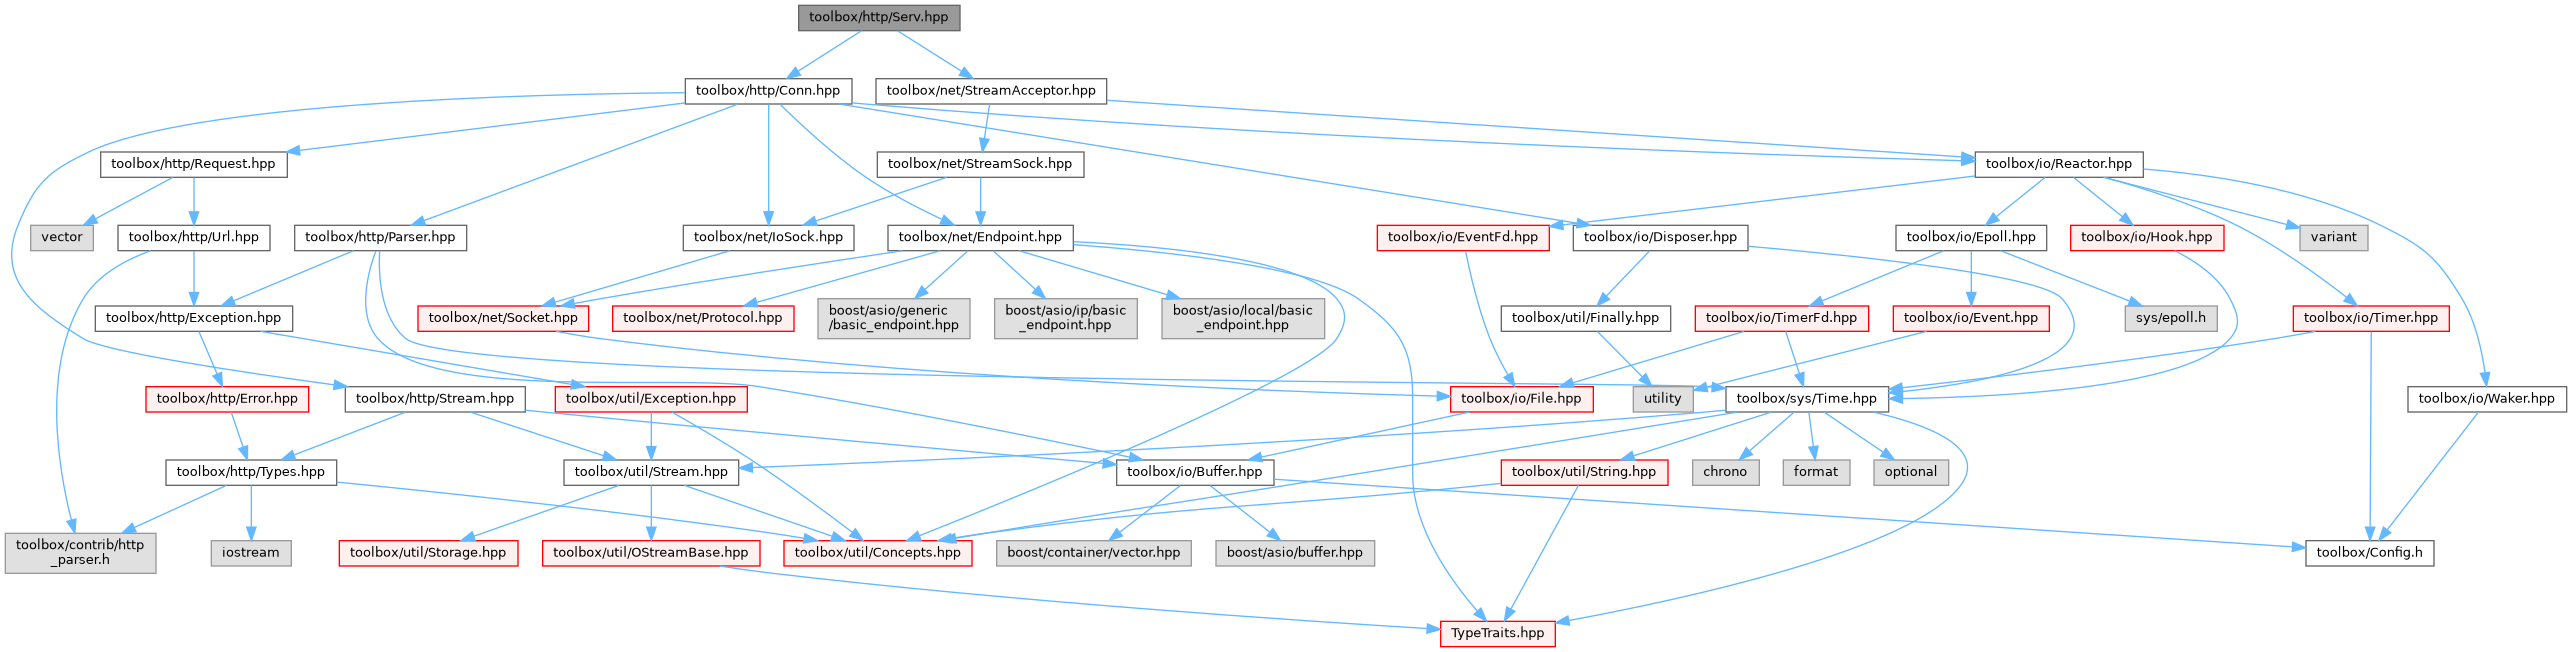 toolbox/http/Serv.hpp
toolbox/http/Conn.hpp
toolbox/net/StreamAcceptor.hpp
toolbox/http/Request.hpp
toolbox/net/StreamSock.hpp
toolbox/io/Reactor.hpp
vector
toolbox/http/Url.hpp
toolbox/http/Parser.hpp
toolbox/net/IoSock.hpp
toolbox/net/Endpoint.hpp
toolbox/io/EventFd.hpp
toolbox/io/Disposer.hpp
toolbox/io/Epoll.hpp
toolbox/io/Hook.hpp
variant
toolbox/http/Exception.hpp
toolbox/net/Socket.hpp
toolbox/net/Protocol.hpp
boost/asio/generic
/basic_endpoint.hpp
boost/asio/ip/basic
_endpoint.hpp
boost/asio/local/basic
_endpoint.hpp
toolbox/util/Finally.hpp
toolbox/io/TimerFd.hpp
toolbox/io/Event.hpp
sys/epoll.h
toolbox/io/Timer.hpp
toolbox/http/Error.hpp
toolbox/http/Stream.hpp
toolbox/util/Exception.hpp
toolbox/io/File.hpp
utility
toolbox/sys/Time.hpp
toolbox/io/Waker.hpp
toolbox/http/Types.hpp
toolbox/util/Stream.hpp
toolbox/io/Buffer.hpp
toolbox/util/String.hpp
chrono
format
optional
toolbox/contrib/http
_parser.h
iostream
toolbox/util/Storage.hpp
toolbox/util/OStreamBase.hpp
toolbox/util/Concepts.hpp
boost/container/vector.hpp
boost/asio/buffer.hpp
toolbox/Config.h
TypeTraits.hpp